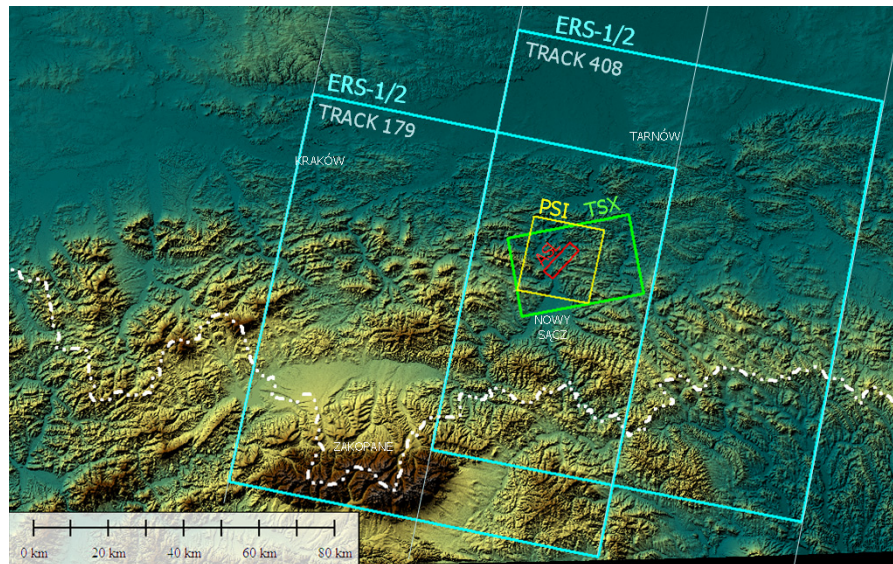 ERS-1/2
TRACK 408
ERS-1/2
TRACK 179
TARNÓW
KRAKÓW
PSI
TSX
NOWY
SĄCZ
ZAKOPANE
0 km
20 km
40 km
60 km
80 km